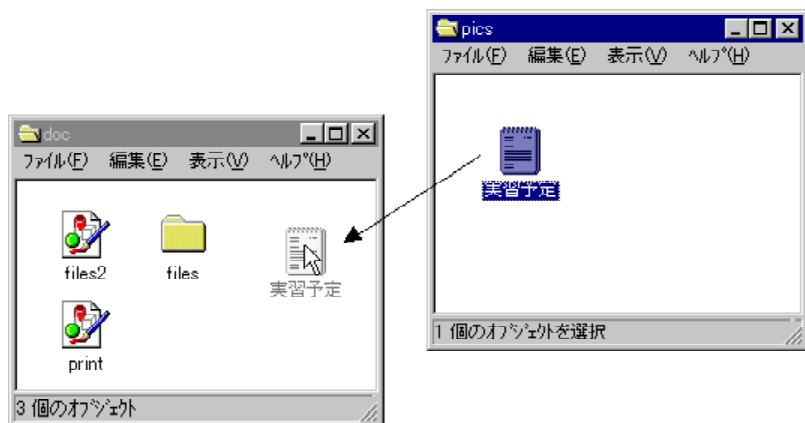 pics
ﾌｧｲﾙ(F) 編集(E) 表示(V) ﾍﾙﾌﾟ(H)
実習予定
1 個のｵﾌﾞｼﾞｪｸﾄを選択
doc
ﾌｧｲﾙ(F) 編集(E) 表示(V) ﾍﾙﾌﾟ(H)
files2 files 実習予定
print
3 個のｵﾌﾞｼﾞｪｸﾄ